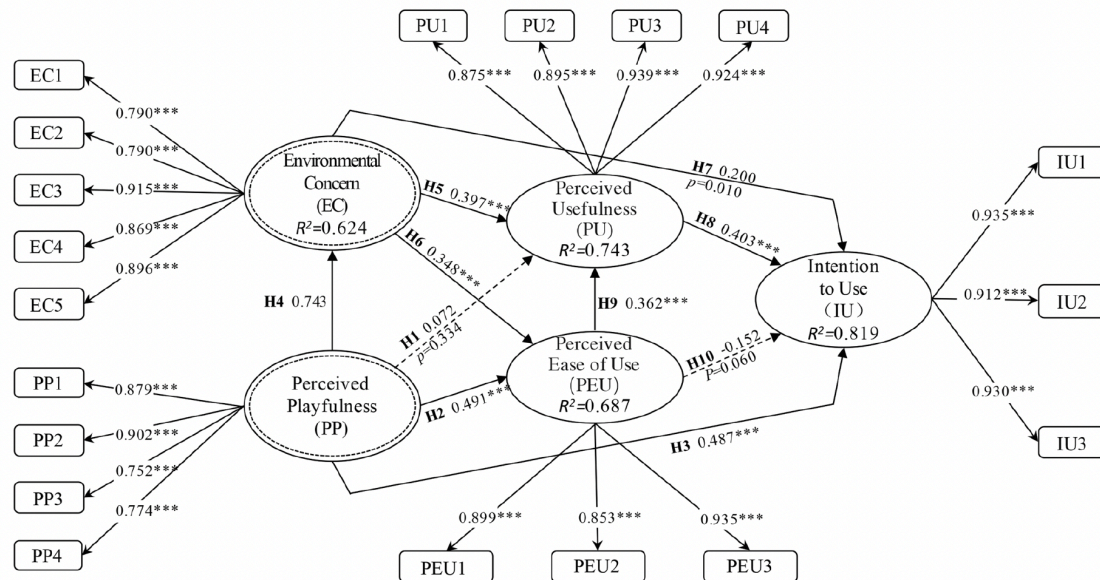 PU1
PU2
PU3
PU4
0.875***
0.895***
0.939***
0.924***
EC1
EC2
EC3
EC4
EC5
0.790***
0.790***
0.915***
0.869***
0.896***
Environmental
Concern
(EC)
R²=0.624
H5 0.397***
H6 0.348***
H7 0.200
p=0.010
Perceived
Usefulness
(PU)
R²=0.743
H8 0.403***
IU1
IU2
IU3
0.935***
0.912***
0.930***
Intention
to Use
(IU)
R²=0.819
H4 0.743
H1 0.072
p=0.334
H9 0.362***
H10 -0.152
P=0.060
PP1
PP2
PP3
PP4
0.879***
0.902***
0.752***
0.774***
Perceived
Playfulness
(PP)
H2 0.491***
Perceived
Ease of Use
(PEU)
R²=0.687
H3 0.487***
0.899***
0.853***
0.935***
PEU1
PEU2
PEU3